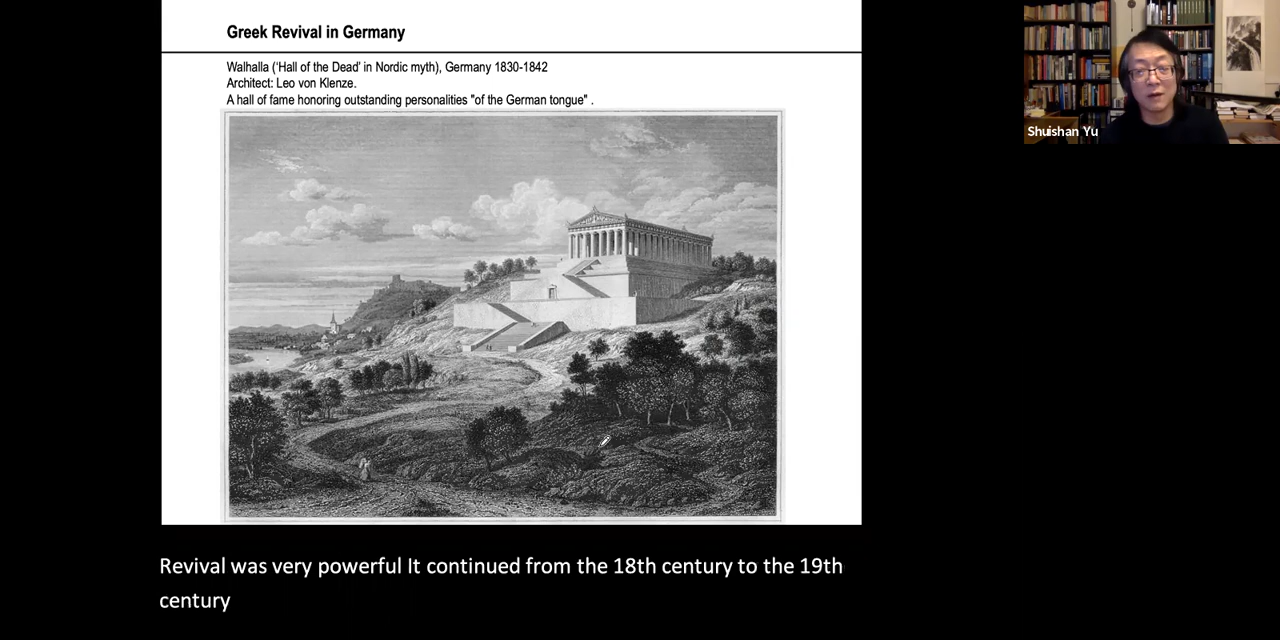 Greek Revival in Germany
Walhalla (‘Hall of the Dead’ in Nordic myth), Germany 1830-1842
Architect: Leo von Klenze.
A hall of fame honoring outstanding personalities "of the German tongue" .
Shuishan Yu
Revival was very powerful It continued from the 18th century to the 19th
century